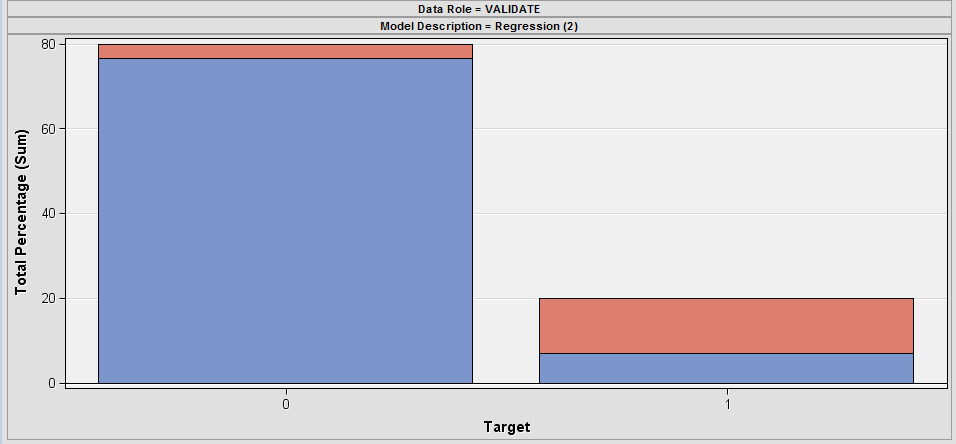 Data Role = VALIDATE
Model Description = Regression (2)
80
60
40
20
0
Total Percentage (Sum)
0
1
Target